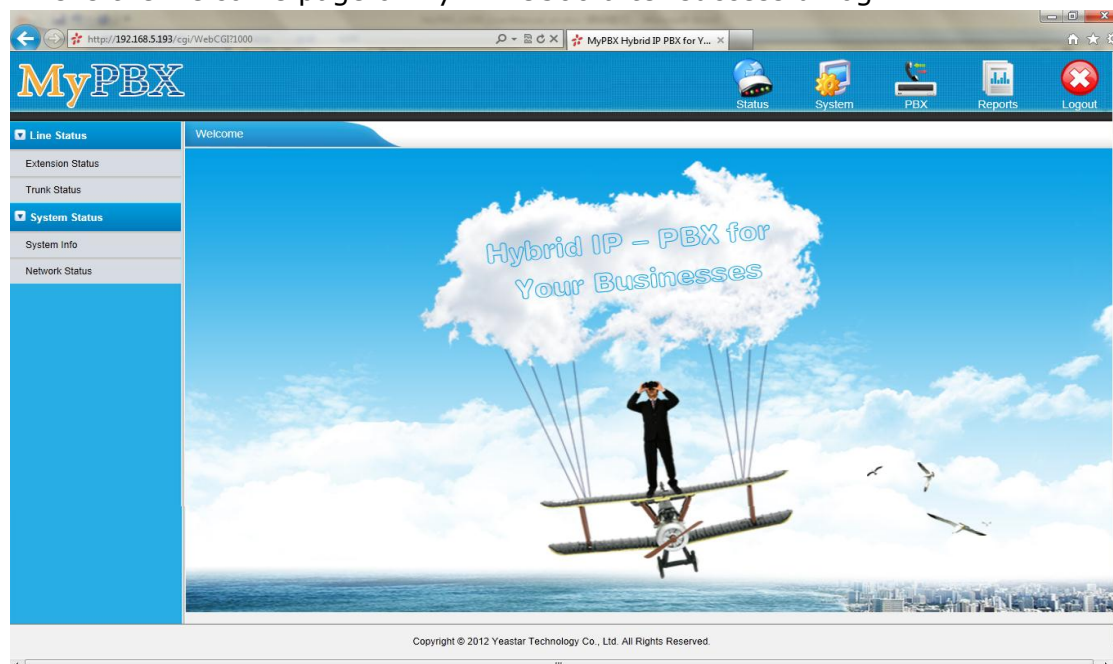 http://192.168.5.193/cgi/WebCGI?1000
MyPBX Hybrid IP PBX for Y...
MyPBX
Status
System
PBX
Reports
Logout
Line Status
Welcome
Extension Status
Trunk Status
System Status
System Info
Network Status
Hybrid IP – PBX for
Your Businesses
Copyright © 2012 Yeastar Technology Co., Ltd. All Rights Reserved.